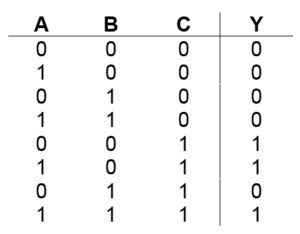 A B C Y
0 0 0 0
1 0 0 0
0 1 0 0
1 1 0 0
0 0 1 1
1 0 1 1
0 1 1 0
1 1 1 1